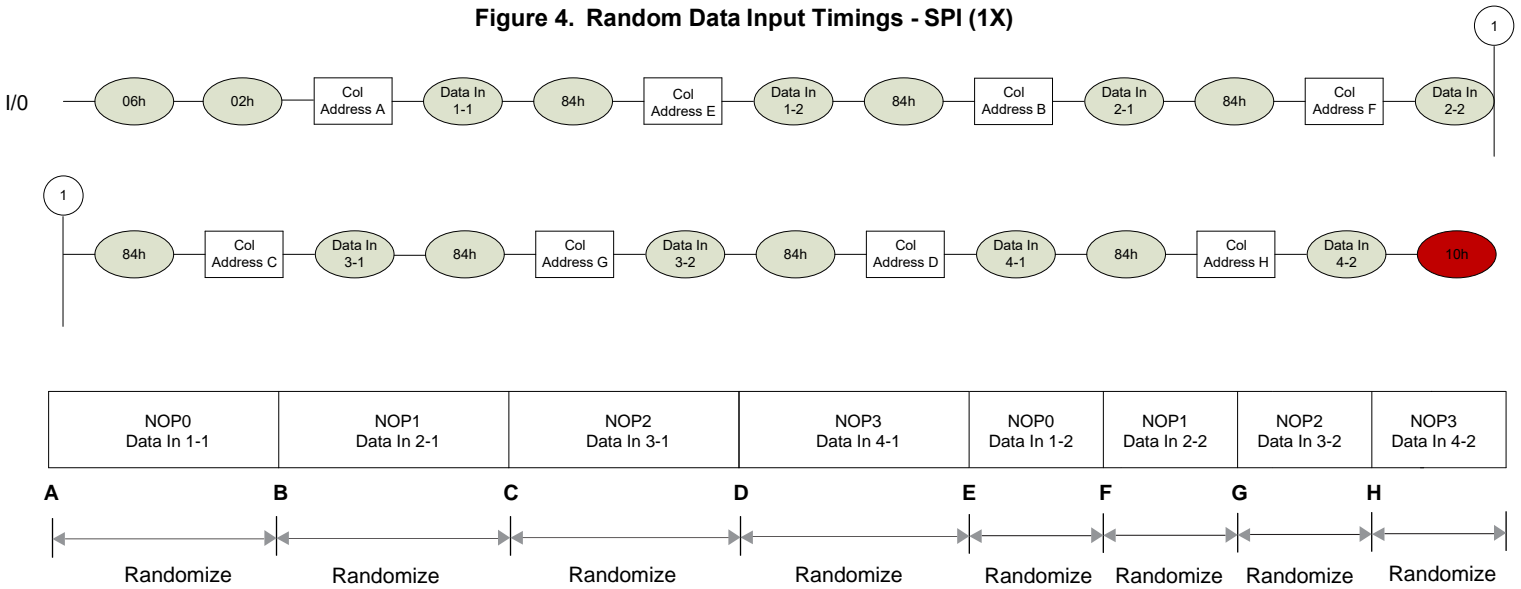 Figure 4. Random Data Input Timings - SPI (1X)
1
I/0
06h
02h
Col
Address A
Data In
1-1
84h
Col
Address E
Data In
1-2
84h
Col
Address B
Data In
2-1
84h
Col
Address F
Data In
2-2
1
84h
Col
Address C
Data In
3-1
84h
Col
Address G
Data In
3-2
84h
Col
Address D
Data In
4-1
84h
Col
Address H
Data In
4-2
10h
NOP0
Data In 1-1
NOP1
Data In 2-1
NOP2
Data In 3-1
NOP3
Data In 4-1
NOP0
Data In 1-2
NOP1
Data In 2-2
NOP2
Data In 3-2
NOP3
Data In 4-2
A
B
C
D
E
F
G
H
Randomize
Randomize
Randomize
Randomize
Randomize
Randomize
Randomize
Randomize